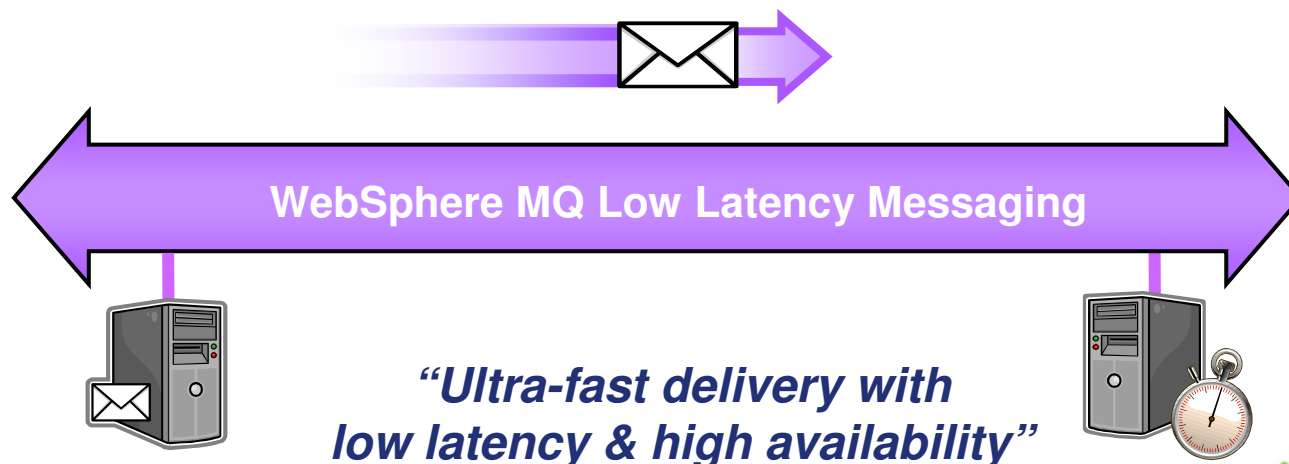 WebSphere MQ Low Latency Messaging
“Ultra-fast delivery with
low latency & high availability”